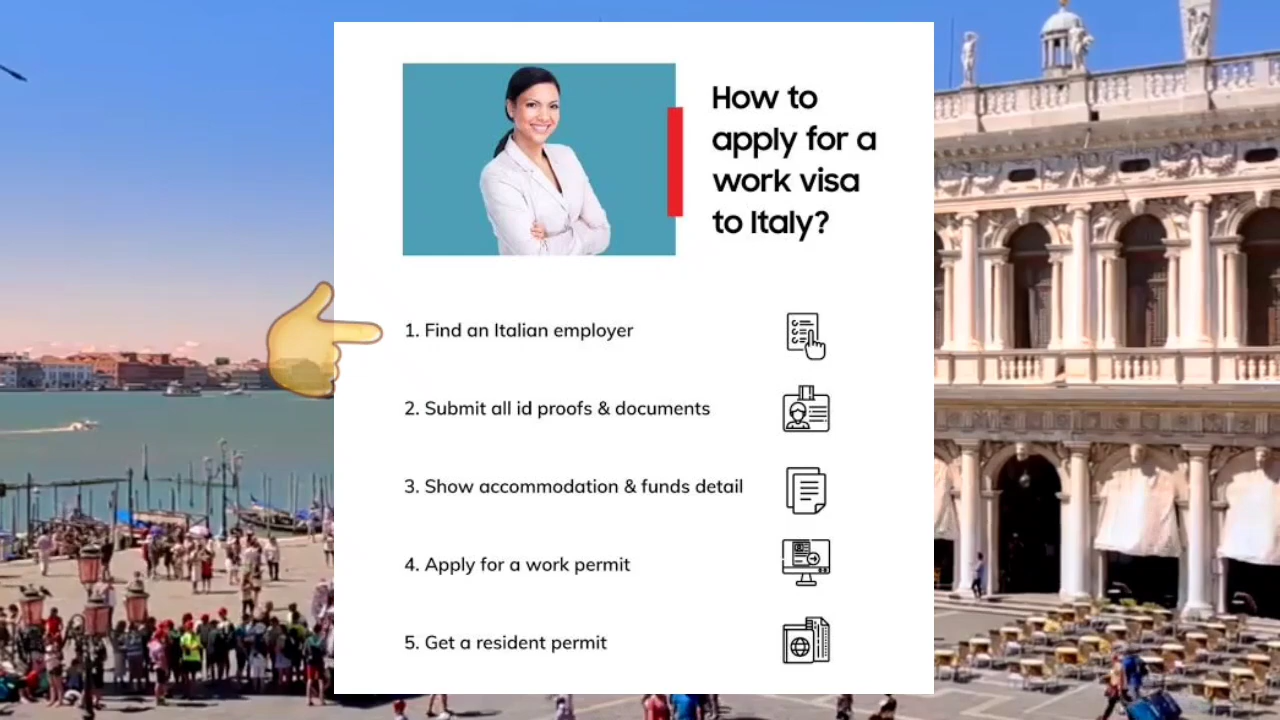 How to
apply for a
work visa
to Italy?
1. Find an Italian employer
2. Submit all id proofs & documents
3. Show accommodation & funds detail
4. Apply for a work permit
5. Get a resident permit